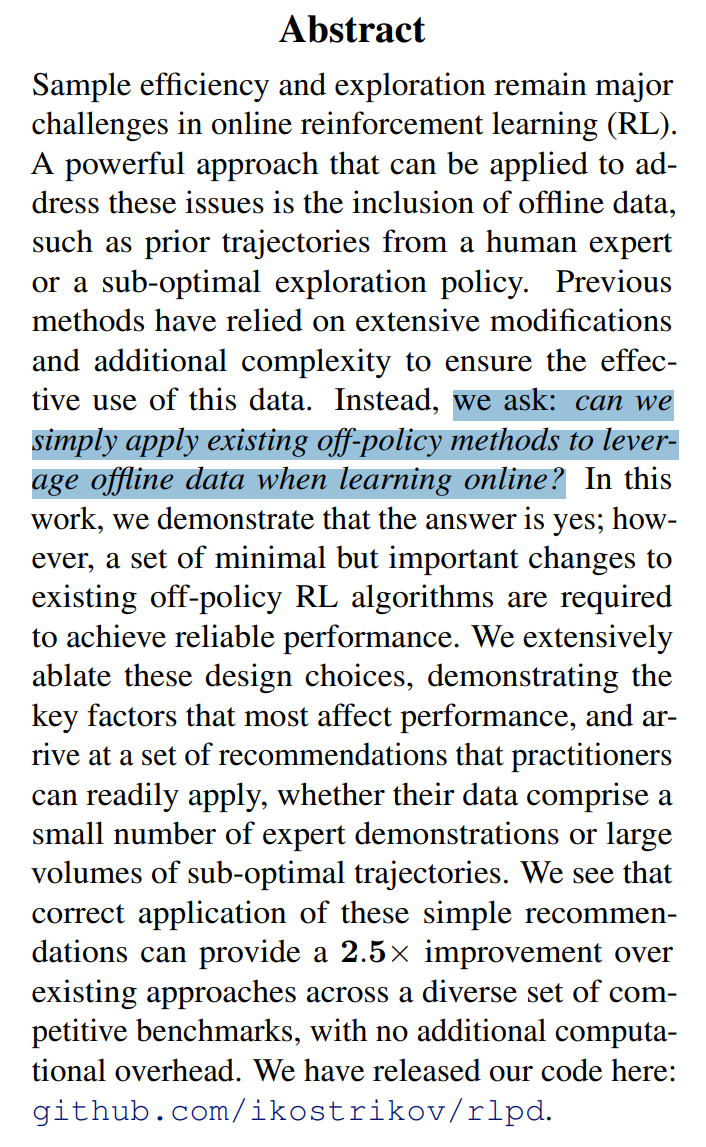 Abstract
Sample efficiency and exploration remain major
challenges in online reinforcement learning (RL).
A powerful approach that can be applied to ad-
dress these issues is the inclusion of offline data,
such as prior trajectories from a human expert
or a sub-optimal exploration policy. Previous
methods have relied on extensive modifications
and additional complexity to ensure the effec-
tive use of this data. Instead, we ask: can we
simply apply existing off-policy methods to lever-
age offline data when learning online? In this
work, we demonstrate that the answer is yes; how-
ever, a set of minimal but important changes to
existing off-policy RL algorithms are required
to achieve reliable performance. We extensively
ablate these design choices, demonstrating the
key factors that most affect performance, and ar-
rive at a set of recommendations that practitioners
can readily apply, whether their data comprise a
small number of expert demonstrations or large
volumes of sub-optimal trajectories. We see that
correct application of these simple recommen-
dations can provide a 2.5× improvement over
existing approaches across a diverse set of com-
petitive benchmarks, with no additional computa-
tional overhead. We have released our code here:
github.com/ikostrikov/rlpd.